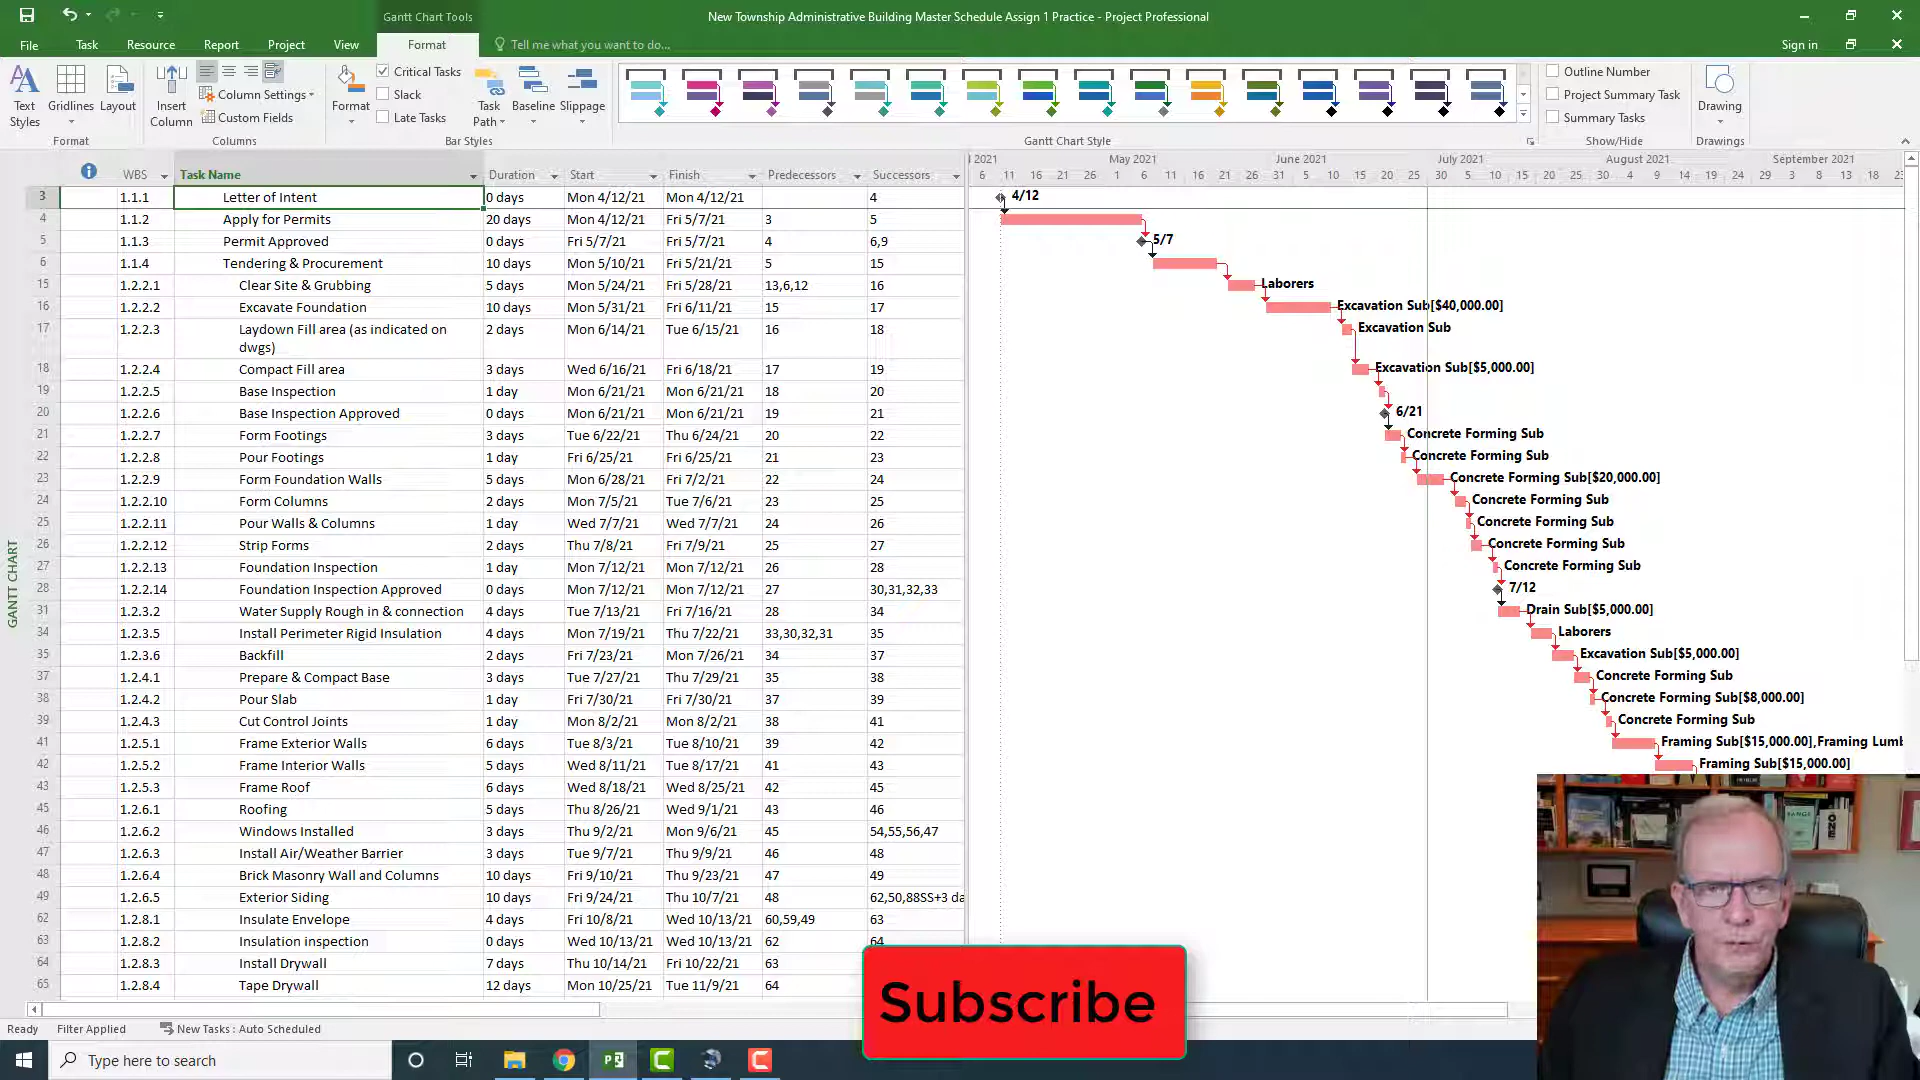 Gantt Chart Tools
New Township Administrative Building Master Schedule Assign 1 Practice - Project Professional
File Task Resource Report Project View Format Tell me what you want to do... Sign in
Text Styles
Gridlines
Layout
Format
Insert Column
Column Settings
Custom Fields
Columns
Format
Critical Tasks
Slack
Late Tasks
Task Path
Baseline
Slippage
Bar Styles
Gantt Chart Style
Outline Number
Project Summary Task
Summary Tasks
Show/Hide
Drawing
Drawings
WBS Task Name Duration Start Finish Predecessors Successors
2021 May 2021 June 2021 July 2021 August 2021 September 2021
6 11 16 21 26 1 6 11 16 21 26 31 5 10 15 20 25 30 5 10 15 20 25 30 4 9 14 19 24 29 3 8 13 18
3 1.1.1 Letter of Intent 0 days Mon 4/12/21 Mon 4/12/21 4
4/12
4 1.1.2 Apply for Permits 20 days Mon 4/12/21 Fri 5/7/21 3 5
5 1.1.3 Permit Approved 0 days Fri 5/7/21 Fri 5/7/21 4 6,9
5/7
6 1.1.4 Tendering & Procurement 10 days Mon 5/10/21 Fri 5/21/21 5 15
15 1.2.2.1 Clear Site & Grubbing 5 days Mon 5/24/21 Fri 5/28/21 13,6,12 16
Laborers
16 1.2.2.2 Excavate Foundation 10 days Mon 5/31/21 Fri 6/11/21 15 17
Excavation Sub[$40,000.00]
17 1.2.2.3 Laydown Fill area (as indicated on 2 days Mon 6/14/21 Tue 6/15/21 16 18
dwgs)
Excavation Sub
18 1.2.2.4 Compact Fill area 3 days Wed 6/16/21 Fri 6/18/21 17 19
Excavation Sub[$5,000.00]
19 1.2.2.5 Base Inspection 1 day Mon 6/21/21 Mon 6/21/21 18 20
20 1.2.2.6 Base Inspection Approved 0 days Mon 6/21/21 Mon 6/21/21 19 21
6/21
21 1.2.2.7 Form Footings 3 days Tue 6/22/21 Thu 6/24/21 20 22
Concrete Forming Sub
22 1.2.2.8 Pour Footings 1 day Fri 6/25/21 Fri 6/25/21 21 23
Concrete Forming Sub
23 1.2.2.9 Form Foundation Walls 5 days Mon 6/28/21 Fri 7/2/21 22 24
Concrete Forming Sub[$20,000.00]
24 1.2.2.10 Form Columns 2 days Mon 7/5/21 Tue 7/6/21 23 25
Concrete Forming Sub
25 1.2.2.11 Pour Walls & Columns 1 day Wed 7/7/21 Wed 7/7/21 24 26
Concrete Forming Sub
26 1.2.2.12 Strip Forms 2 days Thu 7/8/21 Fri 7/9/21 25 27
Concrete Forming Sub
27 1.2.2.13 Foundation Inspection 1 day Mon 7/12/21 Mon 7/12/21 26 28
Concrete Forming Sub
28 1.2.2.14 Foundation Inspection Approved 0 days Mon 7/12/21 Mon 7/12/21 27 30,31,32,33
7/12
31 1.2.3.2 Water Supply Rough in & connection 4 days Tue 7/13/21 Fri 7/16/21 28 34
Drain Sub[$5,000.00]
34 1.2.3.5 Install Perimeter Rigid Insulation 4 days Mon 7/19/21 Thu 7/22/21 33,30,32,31 35
Laborers
35 1.2.3.6 Backfill 2 days Fri 7/23/21 Mon 7/26/21 34 37
Excavation Sub[$5,000.00]
37 1.2.4.1 Prepare & Compact Base 3 days Tue 7/27/21 Thu 7/29/21 35 38
Concrete Forming Sub
38 1.2.4.2 Pour Slab 1 day Fri 7/30/21 Fri 7/30/21 37 39
Concrete Forming Sub[$8,000.00]
39 1.2.4.3 Cut Control Joints 1 day Mon 8/2/21 Mon 8/2/21 38 41
Concrete Forming Sub
41 1.2.5.1 Frame Exterior Walls 6 days Tue 8/3/21 Tue 8/10/21 39 42
Framing Sub[$15,000.00],Framing Lumb
42 1.2.5.2 Frame Interior Walls 5 days Wed 8/11/21 Tue 8/17/21 41 43
Framing Sub[$15,000.00]
43 1.2.5.3 Frame Roof 6 days Wed 8/18/21 Wed 8/25/21 42 45
45 1.2.6.1 Roofing 5 days Thu 8/26/21 Wed 9/1/21 43 46
46 1.2.6.2 Windows Installed 3 days Thu 9/2/21 Mon 9/6/21 45 54,55,56,47
47 1.2.6.3 Install Air/Weather Barrier 3 days Tue 9/7/21 Thu 9/9/21 46 48
48 1.2.6.4 Brick Masonry Wall and Columns 10 days Fri 9/10/21 Thu 9/23/21 47 49
49 1.2.6.5 Exterior Siding 10 days Fri 9/24/21 Thu 10/7/21 48 62,50,88SS+3 da
62 1.2.8.1 Insulate Envelope 4 days Fri 10/8/21 Wed 10/13/21 60,59,49 63
63 1.2.8.2 Insulation inspection 0 days Wed 10/13/21 Wed 10/13/21 62 64
64 1.2.8.3 Install Drywall 7 days Thu 10/14/21 Fri 10/22/21 63
65 1.2.8.4 Tape Drywall 12 days Mon 10/25/21 Tue 11/9/21 64
GANTT CHART
Subscribe
Ready Filter Applied New Tasks : Auto Scheduled
Type here to search